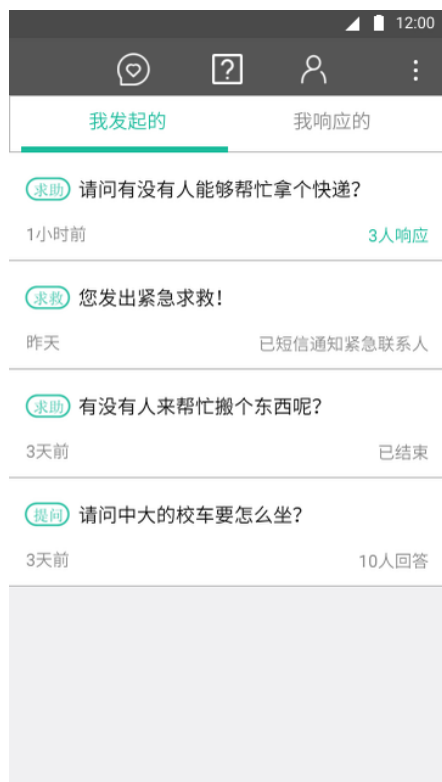 12:00
我发起的 我响应的
求助 请问有没有人能够帮忙拿个快递?
1小时前 3人响应
求救 您发出紧急求救!
昨天 已短信通知紧急联系人
求助 有没有人来帮忙搬个东西呢?
3天前 已结束
提问 请问中大的校车要怎么坐?
3天前 10人回答